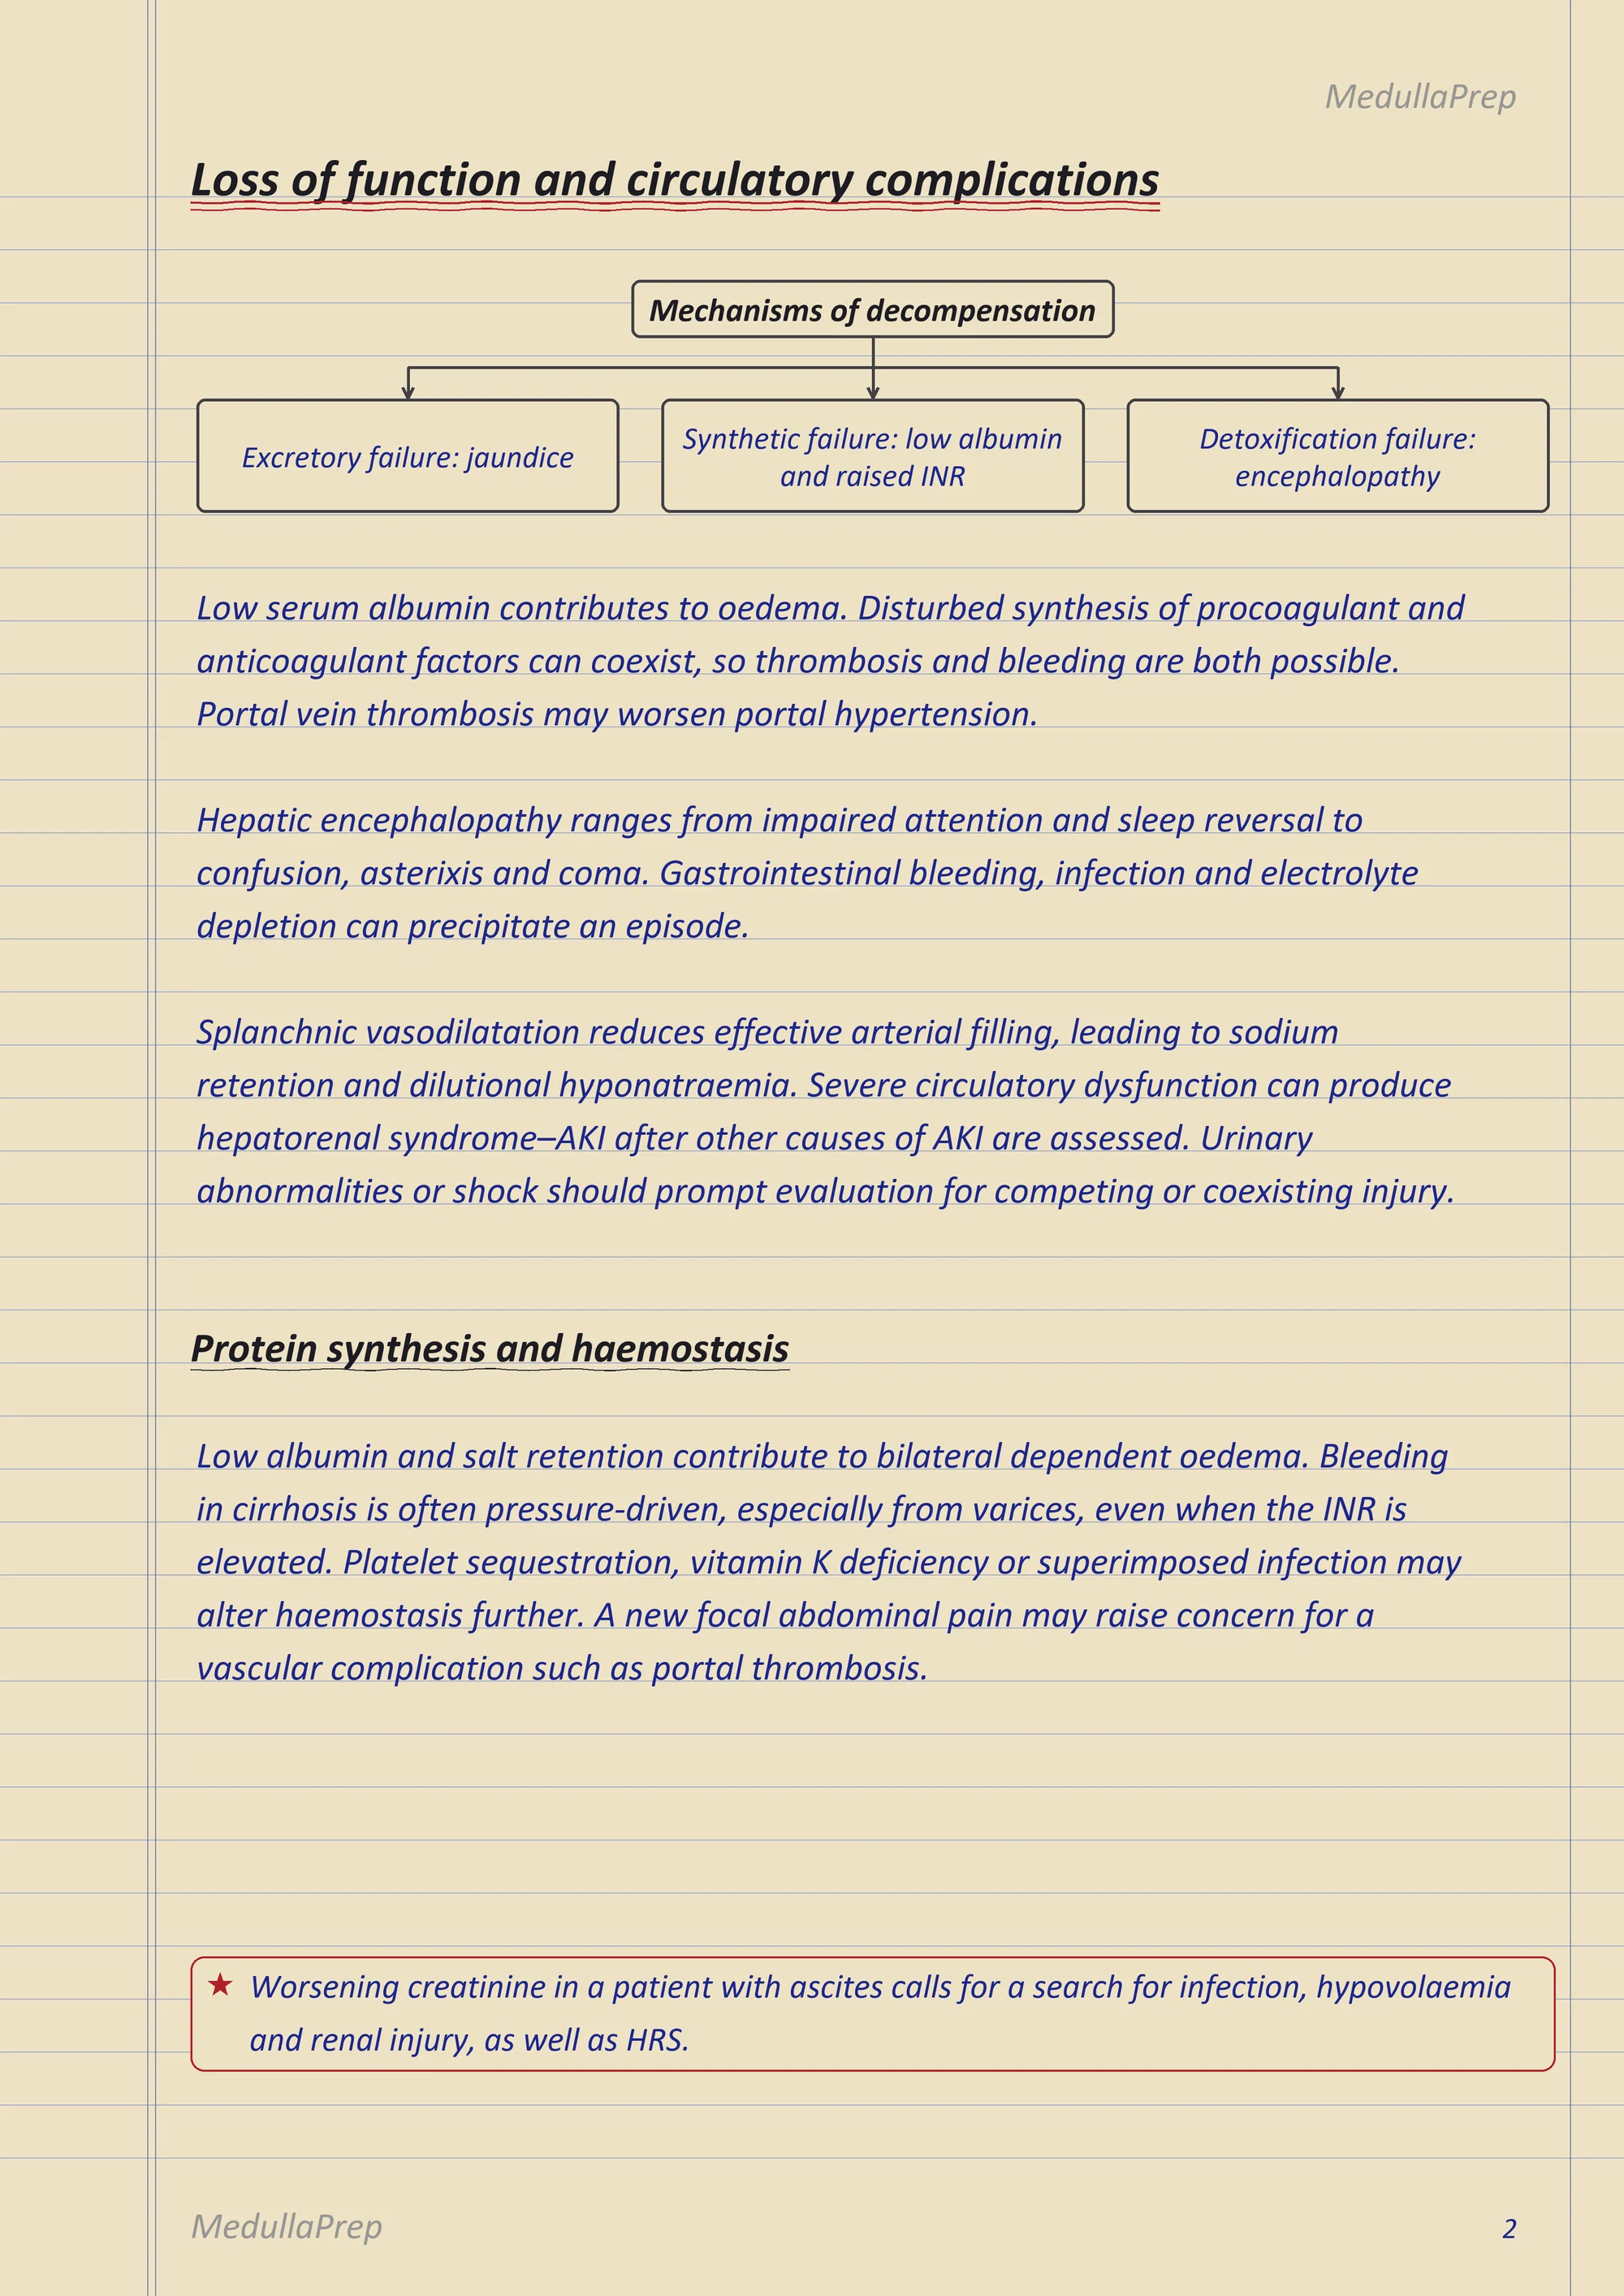 MedullaPrep
Loss of function and circulatory complications
Mechanisms of decompensation
Excretory failure: jaundice
Synthetic failure: low albumin
and raised INR
Detoxification failure:
encephalopathy
Low serum albumin contributes to oedema. Disturbed synthesis of procoagulant and
anticoagulant factors can coexist, so thrombosis and bleeding are both possible.
Portal vein thrombosis may worsen portal hypertension.
Hepatic encephalopathy ranges from impaired attention and sleep reversal to
confusion, asterixis and coma. Gastrointestinal bleeding, infection and electrolyte
depletion can precipitate an episode.
Splanchnic vasodilatation reduces effective arterial filling, leading to sodium
retention and dilutional hyponatraemia. Severe circulatory dysfunction can produce
hepatorenal syndrome–AKI after other causes of AKI are assessed. Urinary
abnormalities or shock should prompt evaluation for competing or coexisting injury.
Protein synthesis and haemostasis
Low albumin and salt retention contribute to bilateral dependent oedema. Bleeding
in cirrhosis is often pressure-driven, especially from varices, even when the INR is
elevated. Platelet sequestration, vitamin K deficiency or superimposed infection may
alter haemostasis further. A new focal abdominal pain may raise concern for a
vascular complication such as portal thrombosis.
★ Worsening creatinine in a patient with ascites calls for a search for infection, hypovolaemia
and renal injury, as well as HRS.
MedullaPrep
2